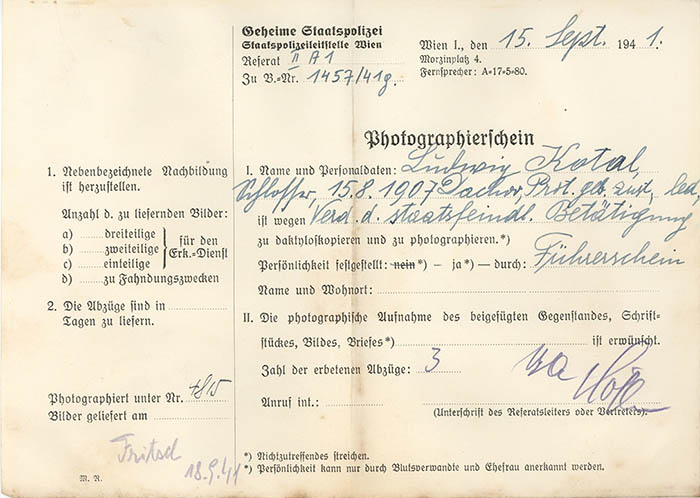 Geheime Staatspolizei
Staatspolizeileitstelle Wien
Referat II A 1
Zu B.-Nr. 1457/41g.
Wien I., den 15. Sept. 1941.
Morzinplatz 4.
Fernsprecher: A=17=5=80.
Photographierschein
1. Nebenbezeichnete Nachbildung
ist herzustellen.
Anzahl d. zu liefernden Bilder:
a) dreiteilige
b) zweiteilige
c) einteilige
für den
Erk.=Dienst
d) zu Fahndungszwecken
2. Die Abzüge sind in
Tagen zu liefern.
Photographiert unter Nr. 4815
Bilder geliefert am
Fritsch
18.9.41
M. R.
I. Name und Personaldaten: Ludwig Kotal,
Schlosser, 15.8.1907 Prot. geb. zust., led,
ist wegen Verd. d. staatsfeindl. Betätigung
zu daktyloskopieren und zu photographieren.*)
Persönlichkeit festgestellt: nein*) – ja*) – durch: Führerschein
Name und Wohnort:
II. Die photographische Aufnahme des beigefügten Gegenstandes, Schrift-
stückes, Bildes, Briefes*) ist erwünscht.
Zahl der erbetenen Abzüge: 3
Anruf int.:
(Unterschrift des Referatsleiters oder Vertreters).
*) Nichtzutreffendes streichen.
*) Persönlichkeit kann nur durch Blutsverwandte und Ehefrau anerkannt werden.